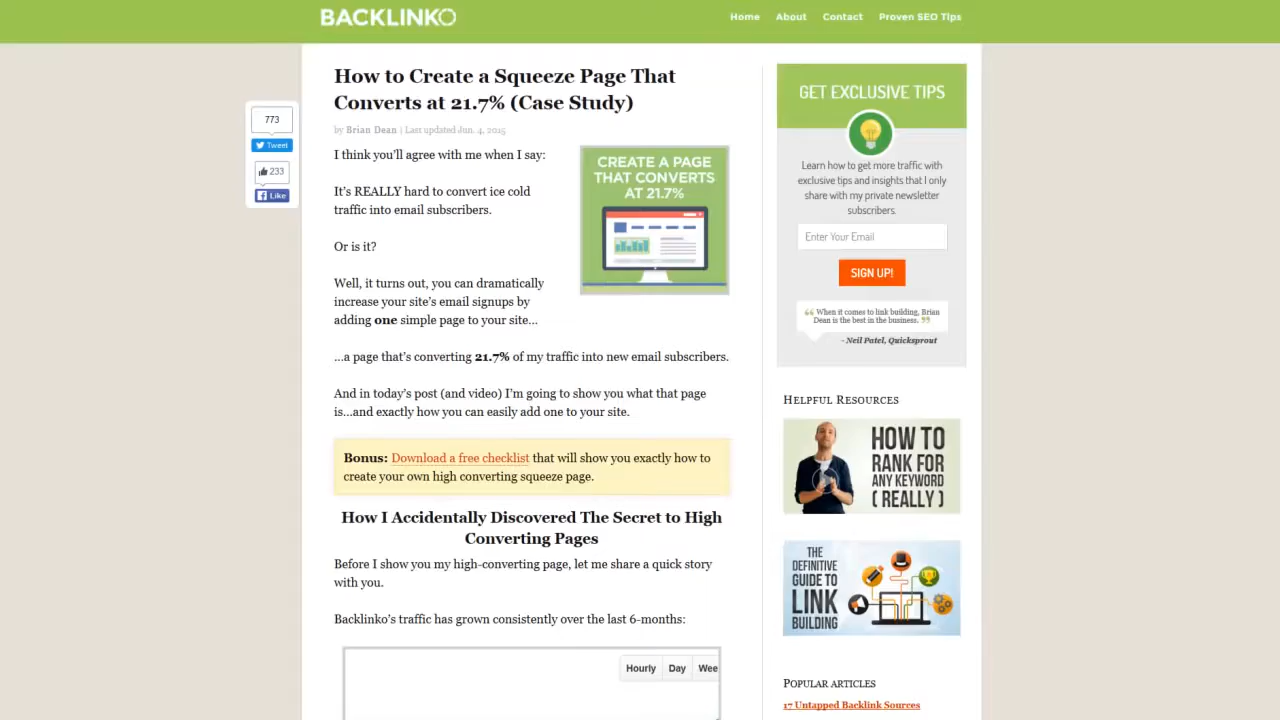 BACKLINKO
Home
About
Contact
Proven SEO Tips
How to Create a Squeeze Page That
Converts at 21.7% (Case Study)
by Brian Dean | Last updated Jun. 4, 2015
773
Tweet
233
Like
I think you'll agree with me when I say:
It's REALLY hard to convert ice cold
traffic into email subscribers.
Or is it?
Well, it turns out, you can dramatically
increase your site's email signups by
adding one simple page to your site...
CREATE A PAGE
THAT CONVERTS
AT 21.7%
...a page that's converting 21.7% of my traffic into new email subscribers.
And in today's post (and video) I'm going to show you what that page
is...and exactly how you can easily add one to your site.
Bonus: Download a free checklist that will show you exactly how to
create your own high converting squeeze page.
How I Accidentally Discovered The Secret to High
Converting Pages
Before I show you my high-converting page, let me share a quick story
with you.
Backlinko's traffic has grown consistently over the last 6-months:
Hourly
Day
Wee
GET EXCLUSIVE TIPS
Learn how to get more traffic with
exclusive tips and insights that I only
share with my private newsletter
subscribers.
Enter Your Email
SIGN UP!
"When it comes to link building, Brian
Dean is the best in the business."
- Neil Patel, Quicksprout
HELPFUL RESOURCES
HOW TO
RANK FOR
ANY KEYWORD
(REALLY)
THE
DEFINITIVE
GUIDE TO
LINK
BUILDING
POPULAR ARTICLES
17 Untapped Backlink Sources